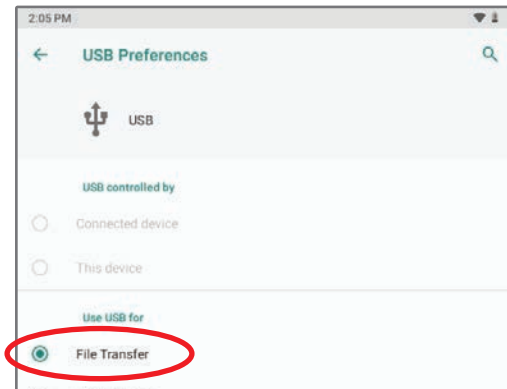 2:05 PM
USB Preferences
USB
USB controlled by
Connected device
This device
Use USB for
File Transfer